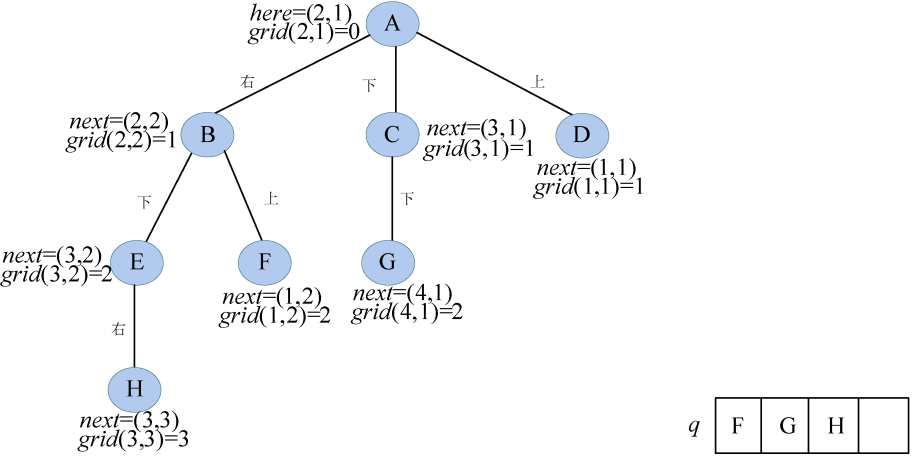 here=(2,1)
grid(2,1)=0
A
右
下
上
next=(2,2)
grid(2,2)=1
B
C
next=(3,1)
grid(3,1)=1
D
next=(1,1)
grid(1,1)=1
下
上
下
next=(3,2)
grid(3,2)=2
E
F
next=(1,2)
grid(1,2)=2
G
next=(4,1)
grid(4,1)=2
右
H
next=(3,3)
grid(3,3)=3
q F G H